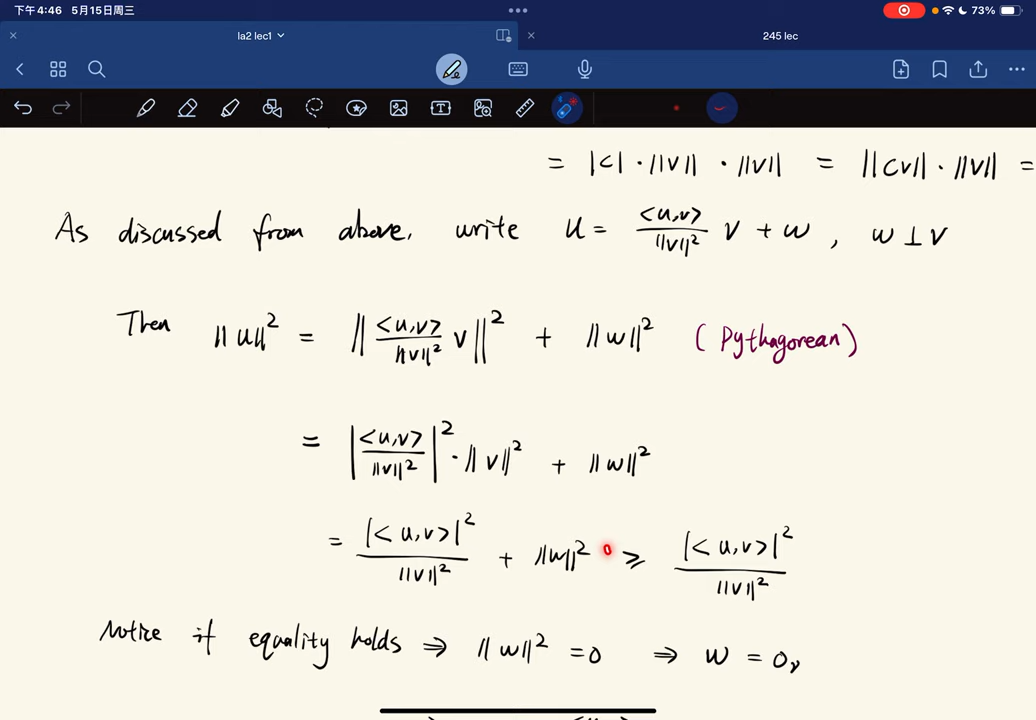 下午4:46 5月15日周三 73%
la2 lec1 245 lec
= |c| · ||v|| · ||v|| = ||cv|| · ||v|| =
As discussed from above, write u = <u,v>/||v||² v + w , w ⊥ v
Then ||u||² = || <u,v>/||v||² v ||² + ||w||² (Pythagorean)
= | <u,v>/||v||² |² · ||v||² + ||w||²
= |<u,v>|²/||v||² + ||w||² ⩾ |<u,v>|²/||v||²
Notice if equality holds ⇒ ||w||² = 0 ⇒ w = 0ᵥ